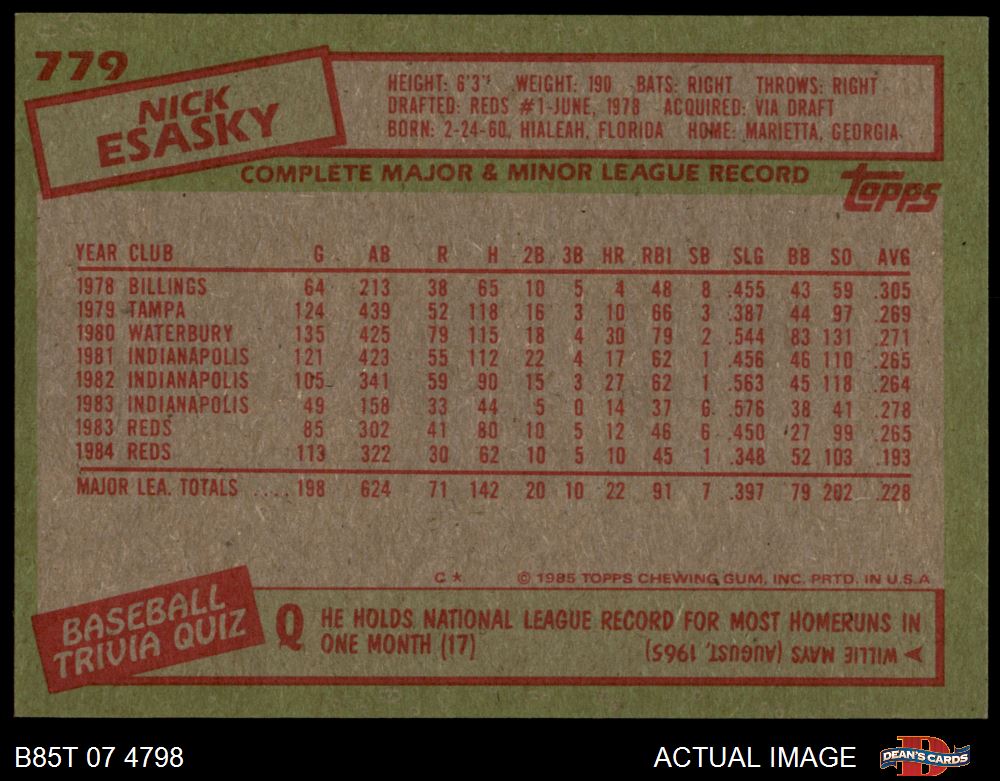 779
NICK
ESASKY
HEIGHT: 6'3" WEIGHT: 190 BATS: RIGHT THROWS: RIGHT
DRAFTED: REDS #1-JUNE, 1978 ACQUIRED: VIA DRAFT
BORN: 2-24-60, HIALEAH, FLORIDA HOME: MARIETTA, GEORGIA
COMPLETE MAJOR & MINOR LEAGUE RECORD
TOPPS
YEAR CLUB G AB R H 2B 3B HR RBI SB SLG BB SO AVG
1978 BILLINGS 64 213 38 65 10 5 4 48 8 .455 43 59 .305
1979 TAMPA 124 439 52 118 16 3 10 66 3 .387 44 97 .269
1980 WATERBURY 135 425 79 115 18 4 30 79 2 .544 83 131 .271
1981 INDIANAPOLIS 121 423 55 112 22 4 17 62 1 .456 46 110 .265
1982 INDIANAPOLIS 105 341 59 90 15 3 27 62 1 .563 45 118 .264
1983 INDIANAPOLIS 49 158 33 44 5 0 14 37 6 .576 38 41 .278
1983 REDS 85 302 41 80 10 5 12 46 6 .450 27 99 .265
1984 REDS 113 322 30 62 10 5 10 45 1 .348 52 103 .193
MAJOR LEA. TOTALS .... 198 624 71 142 20 10 22 91 7 .397 79 202 .228
C* © 1985 TOPPS CHEWING GUM, INC. PRTD. IN U.S.A
BASEBALL
TRIVIA QUIZ
Q HE HOLDS NATIONAL LEAGUE RECORD FOR MOST HOMERUNS IN
ONE MONTH (17)
WILLIE MAYS (AUGUST, 1965)
B85T 07 4798
ACTUAL IMAGE
DEAN'S CARDS